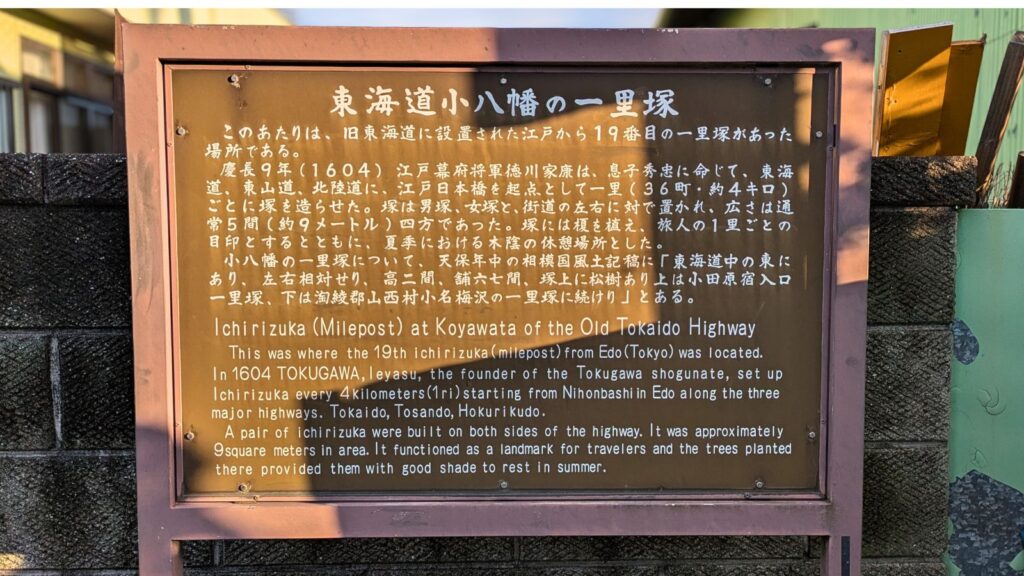 東海道小八幡の一里塚
このあたりは、旧東海道に設置された江戸から19番目の一里塚があった
場所である。
慶長9年(1604)江戸幕府将軍徳川家康は、息子秀忠に命じて、東海
道、東山道、北陸道に、江戸日本橋を起点として一里(36町・約4キロ)
ごとに塚を造らせた。塚は男塚、女塚と、街道の左右に対で置かれ、広さは通
常5間(約9メートル)四方であった。塚には榎を植え、旅人の1里ごとの
目印とするとともに、夏季における木陰の休憩場所とした。
小八幡の一里塚について、天保年中の相模国風土記稿に「東海道中の東に
あり、左右相対せり、高二間、舗六七間、塚上に松樹あり上は小田原宿入口
一里塚、下は淘綾郡山西村小名梅沢の一里塚に続けり」とある。
Ichirizuka (Milepost) at Koyawata of the Old Tokaido Highway
This was where the 19th ichirizuka(milepost) from Edo(Tokyo) was located.
In 1604 TOKUGAWA, Ieyasu, the founder of the Tokugawa shogunate, set up
Ichirizuka every 4kilometers(1ri) starting from Nihonbashi in Edo along the three
major highways. Tokaido, Tosando, Hokurikudo.
A pair of ichirizuka were built on both sides of the highway. It was approximately
9square meters in area. It functioned as a landmark for travelers and the trees planted
there provided them with good shade to rest in summer.